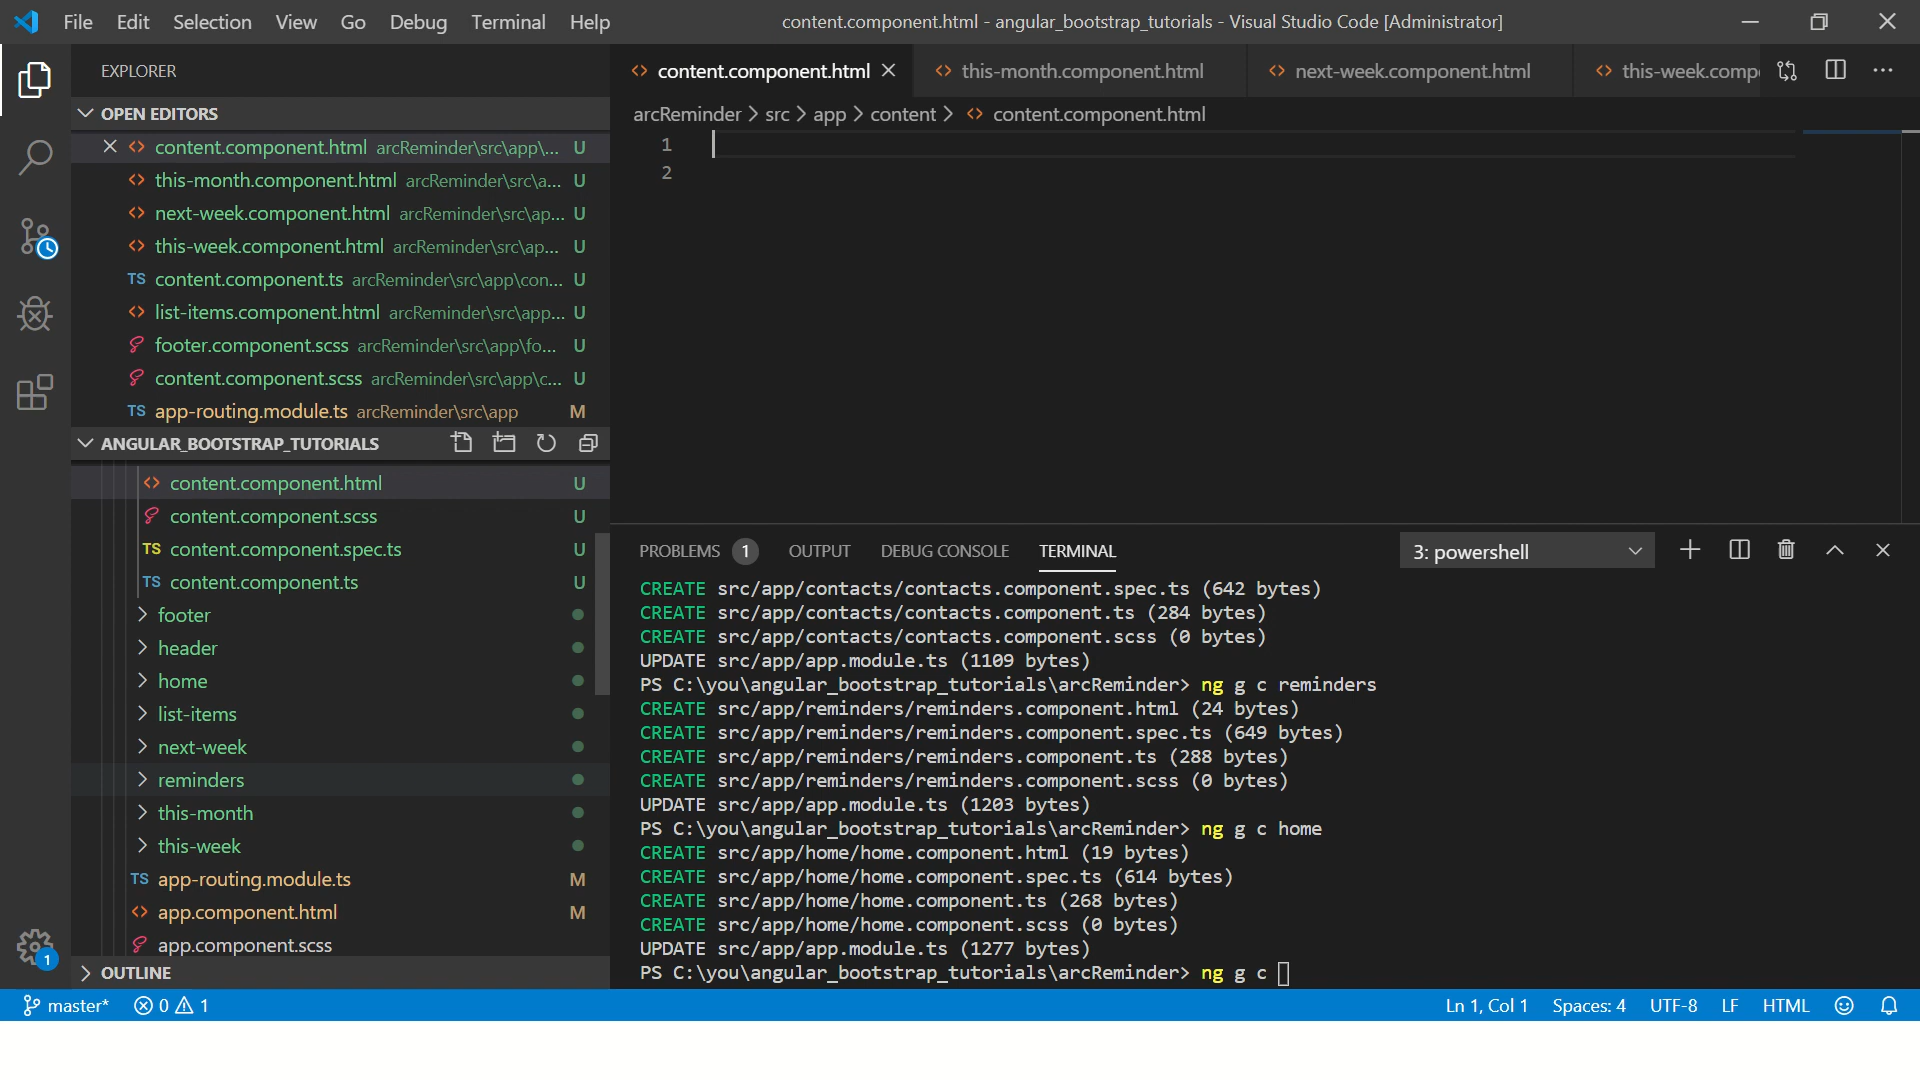 File Edit Selection View Go Debug Terminal Help
content.component.html - angular_bootstrap_tutorials - Visual Studio Code [Administrator]
EXPLORER
OPEN EDITORS
content.component.html arcReminder\src\app\... U
this-month.component.html arcReminder\src\a... U
next-week.component.html arcReminder\src\ap... U
this-week.component.html arcReminder\src\ap... U
TS content.component.ts arcReminder\src\app\con... U
list-items.component.html arcReminder\src\app... U
footer.component.scss arcReminder\src\app\fo... U
content.component.scss arcReminder\src\app\c... U
TS app-routing.module.ts arcReminder\src\app M
ANGULAR_BOOTSTRAP_TUTORIALS
content.component.html U
content.component.scss U
TS content.component.spec.ts U
TS content.component.ts U
footer
header
home
list-items
next-week
reminders
this-month
this-week
TS app-routing.module.ts M
app.component.html M
app.component.scss
OUTLINE
content.component.html this-month.component.html next-week.component.html this-week.comp
arcReminder > src > app > content > content.component.html
1
2
PROBLEMS 1 OUTPUT DEBUG CONSOLE TERMINAL 3: powershell
CREATE src/app/contacts/contacts.component.spec.ts (642 bytes)
CREATE src/app/contacts/contacts.component.ts (284 bytes)
CREATE src/app/contacts/contacts.component.scss (0 bytes)
UPDATE src/app/app.module.ts (1109 bytes)
PS C:\you\angular_bootstrap_tutorials\arcReminder> ng g c reminders
CREATE src/app/reminders/reminders.component.html (24 bytes)
CREATE src/app/reminders/reminders.component.spec.ts (649 bytes)
CREATE src/app/reminders/reminders.component.ts (288 bytes)
CREATE src/app/reminders/reminders.component.scss (0 bytes)
UPDATE src/app/app.module.ts (1203 bytes)
PS C:\you\angular_bootstrap_tutorials\arcReminder> ng g c home
CREATE src/app/home/home.component.html (19 bytes)
CREATE src/app/home/home.component.spec.ts (614 bytes)
CREATE src/app/home/home.component.ts (268 bytes)
CREATE src/app/home/home.component.scss (0 bytes)
UPDATE src/app/app.module.ts (1277 bytes)
PS C:\you\angular_bootstrap_tutorials\arcReminder> ng g c
1
master* 0 1 Ln 1, Col 1 Spaces: 4 UTF-8 LF HTML